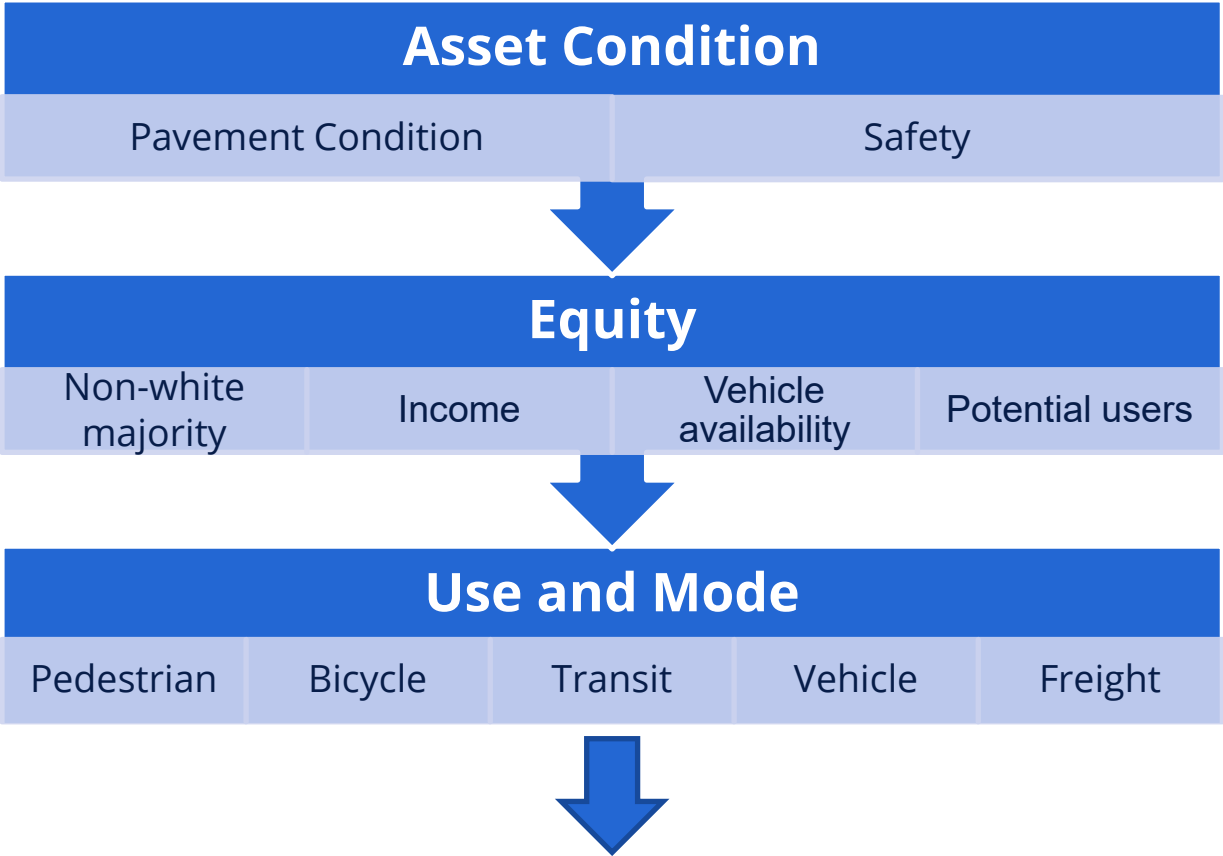 Asset Condition
Pavement Condition
Safety
Equity
Non-white
majority
Income
Vehicle
availability
Potential users
Use and Mode
Pedestrian
Bicycle
Transit
Vehicle
Freight